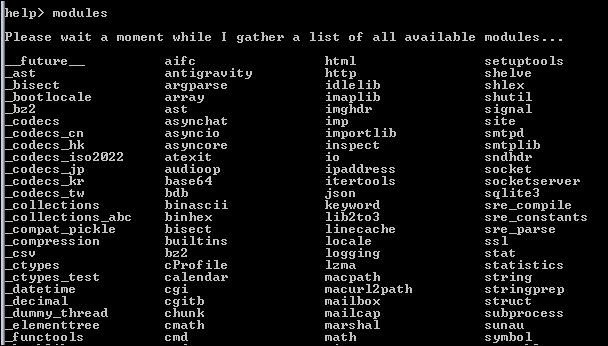 help> modules
Please wait a moment while I gather a list of all available modules...
__future__ aifc html setuptools
_ast antigravity http shelve
_bisect argparse idlelib shlex
_bootlocale array imaplib shutil
_bz2 ast imghdr signal
_codecs asynchat imp site
_codecs_cn asyncio importlib smtpd
_codecs_hk asyncore inspect smtplib
_codecs_iso2022 atexit io sndhdr
_codecs_jp audioop ipaddress socket
_codecs_kr base64 itertools socketserver
_codecs_tw bdb json sqlite3
_collections binascii keyword sre_compile
_collections_abc binhex lib2to3 sre_constants
_compat_pickle bisect linecache sre_parse
_compression builtins locale ssl
_csv bz2 logging stat
_ctypes cProfile lzma statistics
_ctypes_test calendar macpath string
_datetime cgi macurl2path stringprep
_decimal cgitb mailbox struct
_dummy_thread chunk mailcap subprocess
_elementtree cmath marshal sunau
_functools cmd math symbol